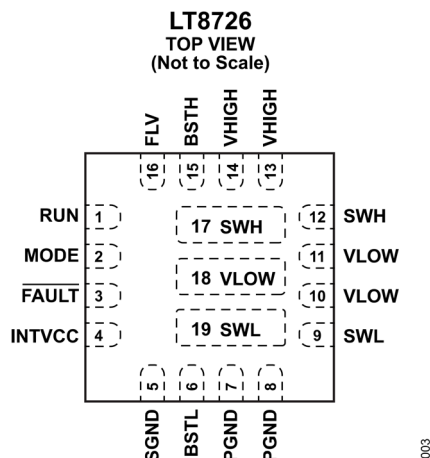 LT8726
TOP VIEW
(Not to Scale)
FLV
BSTH
VHIGH
VHIGH
16
15
14
13
RUN 1
MODE 2
FAULT 3
INTVCC 4
17 SWH
18 VLOW
19 SWL
12 SWH
11 VLOW
10 VLOW
9 SWL
5
6
7
8
SGND
BSTL
PGND
PGND
003